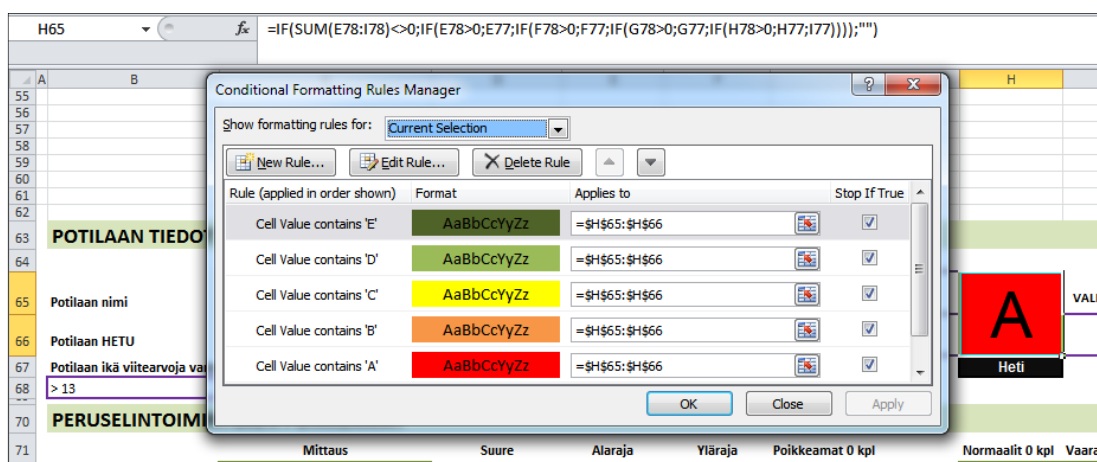 H65 fx =IF(SUM(E78:I78)<>0;IF(E78>0;E77;IF(F78>0;F77;IF(G78>0;G77;IF(H78>0;H77;I77))));"")
A B H
Conditional Formatting Rules Manager
Show formatting rules for: Current Selection
New Rule... Edit Rule... Delete Rule
Rule (applied in order shown) Format Applies to Stop If True
Cell Value contains 'E' AaBbCcYyZz =$H$65:$H$66
Cell Value contains 'D' AaBbCcYyZz =$H$65:$H$66
Cell Value contains 'C' AaBbCcYyZz =$H$65:$H$66
Cell Value contains 'B' AaBbCcYyZz =$H$65:$H$66
Cell Value contains 'A' AaBbCcYyZz =$H$65:$H$66
OK Close Apply
55
56
57
58
59
60
61
62
63 POTILAAN TIEDO
64
65 Potilaan nimi A VALI
66 Potilaan HETU
67 Potilaan ikä viitearvoja va Heti
68 > 13
70 PERUSELINTOIMI
71 Mittaus Suure Alaraja Yläraja Poikkeamat 0 kpl Normaalit 0 kpl Vaara